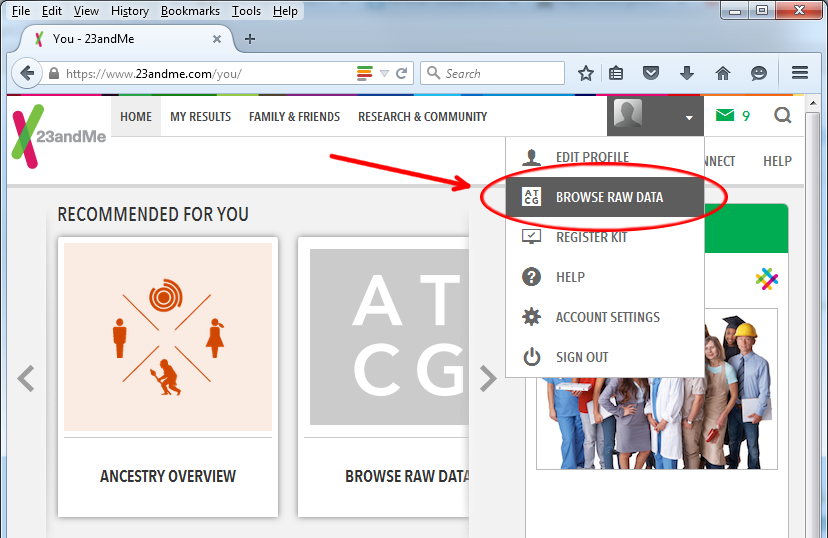 File Edit View History Bookmarks Tools Help
You - 23andMe
https://www.23andme.com/you/
Search
23andMe
HOME MY RESULTS FAMILY & FRIENDS RESEARCH & COMMUNITY
9
EDIT PROFILE
NNECT HELP
AT
CG
BROWSE RAW DATA
REGISTER KIT
HELP
ACCOUNT SETTINGS
SIGN OUT
RECOMMENDED FOR YOU
A T
C G
ANCESTRY OVERVIEW
BROWSE RAW DATA